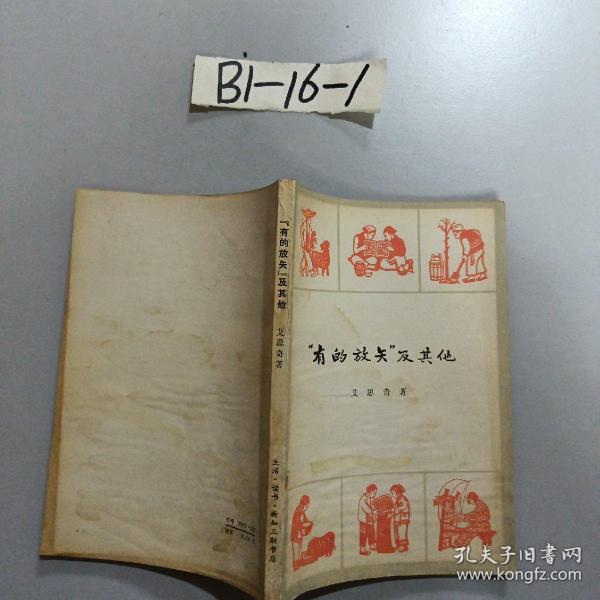 B1-16-1
“有的放矢”及其他
艾思奇著
“有的放矢”及其他
艾思奇著
生活·读书·新知三联书店
孔夫子旧书网
www.kongfz.com